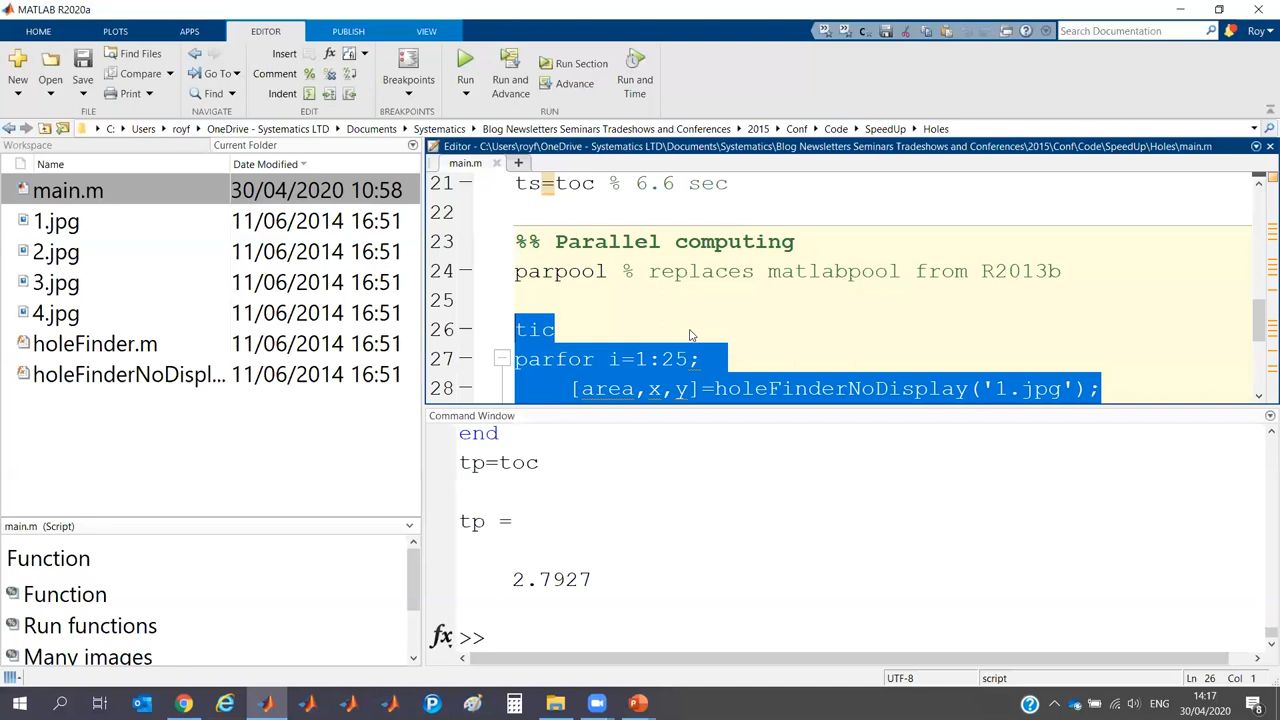 MATLAB R2020a
HOME PLOTS APPS EDITOR PUBLISH VIEW
Search Documentation Roy
New Open Save Find Files Compare Print
Go To Find
Insert Comment Indent
Breakpoints
Run Run and Advance Run Section Advance Run and Time
FILE NAVIGATE EDIT BREAKPOINTS RUN
C: Users royf OneDrive - Systematics LTD Documents Systematics Blog Newsletters Seminars Tradeshows and Conferences 2015 Conf Code SpeedUp Holes
Workspace Current Folder
Name Date Modified
main.m 30/04/2020 10:58
1.jpg 11/06/2014 16:51
2.jpg 11/06/2014 16:51
3.jpg 11/06/2014 16:51
4.jpg 11/06/2014 16:51
holeFinder.m 11/06/2014 16:51
holeFinderNoDispl... 11/06/2014 16:51
main.m (Script)
Function
Function
Run functions
Many images
Editor - C:\Users\royf\OneDrive - Systematics LTD\Documents\Systematics\Blog Newsletters Seminars Tradeshows and Conferences\2015\Conf\Code\SpeedUp\Holes\main.m
main.m
21 ts=toc % 6.6 sec
22
23 %% Parallel computing
24 parpool % replaces matlabpool from R2013b
25
26 tic
27 parfor i=1:25;
28 [area,x,y]=holeFinderNoDisplay('1.jpg');
Command Window
end
tp=toc
tp =
2.7927
fx >>
UTF-8 script Ln 26 Col 1
ENG 14:17
30/04/2020 8